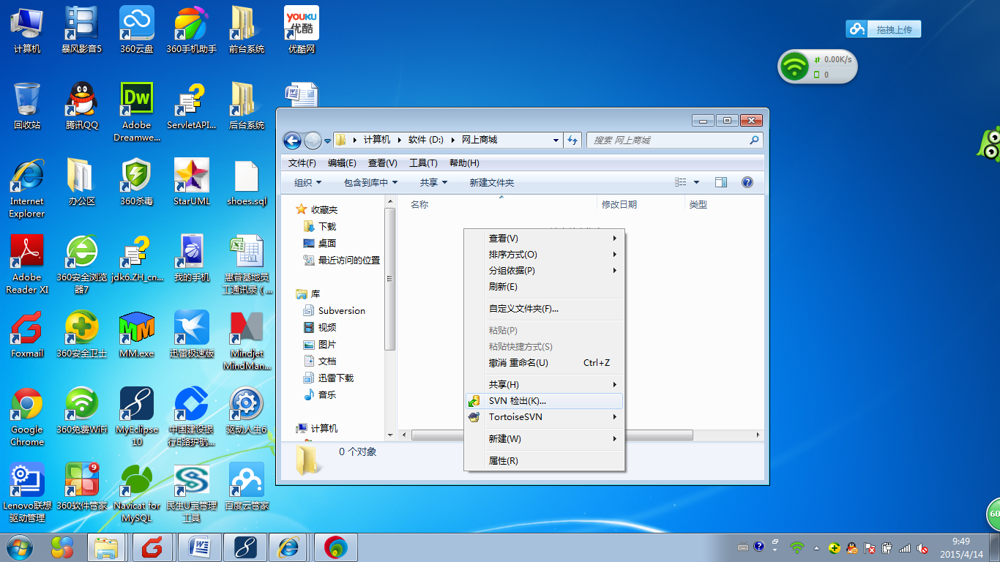 计算机
暴风影音5
360云盘
360手机助手
前台系统
YOUKU
优酷
优酷网
拖拽上传
0.00K/s
0
回收站
腾讯QQ
Dw
Adobe
Dreamwe...
ServletAPI...
后台系统
Internet
Explorer
办公区
360杀毒
StarUML
shoes.sql
Adobe
Reader XI
360安全浏览
器7
jdk6.ZH_cn...
我的手机
惠普基地员
工通讯录（...
Foxmail
360安全卫士
MM
MM.exe
迅雷极速版
Mindjet
MindMan...
Google
Chrome
360免费WiFi
MyEclipse
10
中国建设银
行E路护航...
驱动人生6
Lenovo联想
驱动管理
9
360软件管家
Navicat for
MySQL
民生U宝管理
工具
百度云管家
计算机
软件 (D:)
网上商城
搜索 网上商城
文件(F)
编辑(E)
查看(V)
工具(T)
帮助(H)
组织
包含到库中
共享
新建文件夹
名称
修改日期
类型
收藏夹
下载
桌面
最近访问的位置
库
Subversion
视频
图片
文档
迅雷下载
音乐
计算机
0 个对象
查看(V)
排序方式(O)
分组依据(P)
刷新(E)
自定义文件夹(F)...
粘贴(P)
粘贴快捷方式(S)
撤消 重命名(U) Ctrl+Z
共享(H)
SVN 检出(K)...
TortoiseSVN
新建(W)
属性(R)
60
9:49
2015/4/14